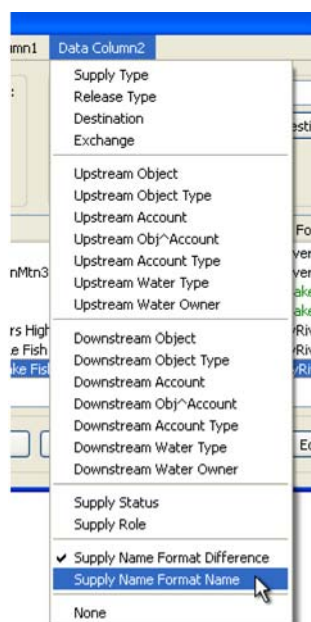 Data Column2
Supply Type
Release Type
Destination
Exchange
Upstream Object
Upstream Object Type
Upstream Account
Upstream Obj^Account
Upstream Account Type
Upstream Water Type
Upstream Water Owner
Downstream Object
Downstream Object Type
Downstream Account
Downstream Obj^Account
Downstream Account Type
Downstream Water Type
Downstream Water Owner
Supply Status
Supply Role
Supply Name Format Difference
Supply Name Format Name
None